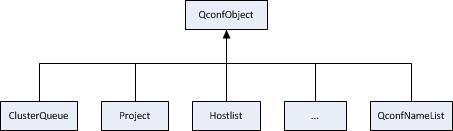 QconfObject
ClusterQueue
Project
Hostlist
...
QconfNameList